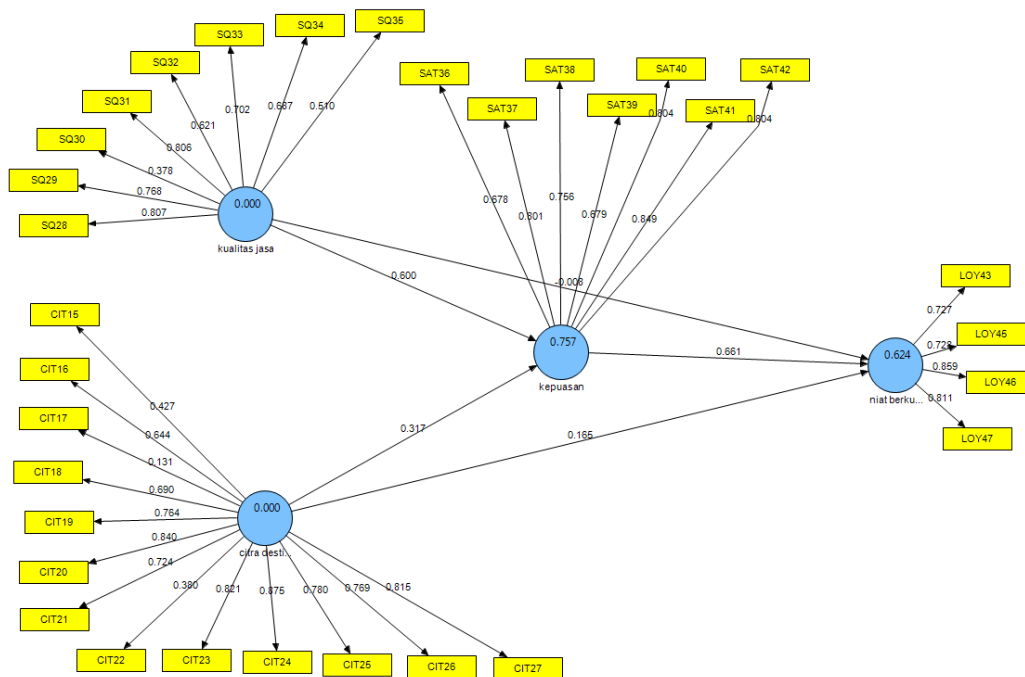 SQ33
SQ34
SQ35
SQ32
SQ31
SQ30
SQ29
SQ28
0.621
0.702
0.687
0.510
0.806
0.378
0.768
0.807
0.000
kualitas jasa
SAT36
SAT37
SAT38
SAT39
SAT40
SAT41
SAT42
0.678
0.801
0.756
0.679
0.804
0.849
0.804
0.600
-0.008
0.757
kepuasan
0.661
0.317
0.165
0.624
niat berku...
LOY43
LOY45
LOY46
LOY47
0.727
0.728
0.859
0.811
CIT15
CIT16
CIT17
CIT18
CIT19
CIT20
CIT21
CIT22
CIT23
CIT24
CIT25
CIT26
CIT27
0.427
0.644
0.131
0.690
0.764
0.840
0.724
0.380
0.821
0.875
0.780
0.769
0.815
0.000
citra desti...